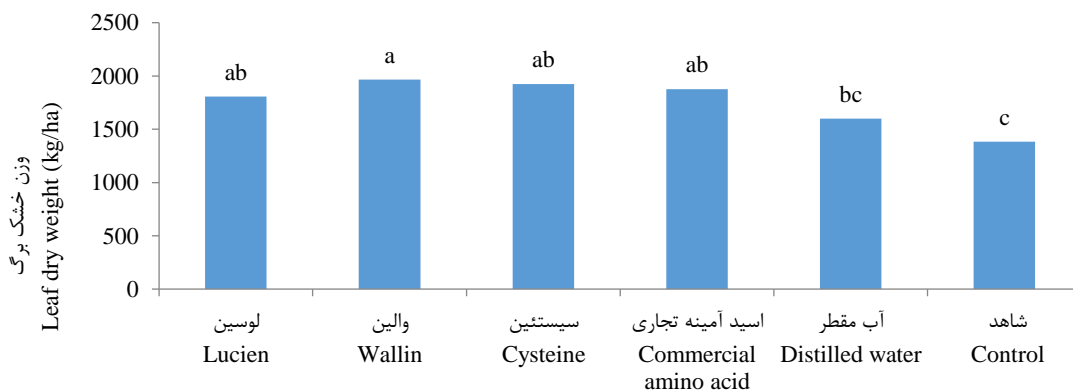 وزن خشک برگ
Leaf dry weight (kg/ha)
2500
2000
1500
1000
500
0
ab
a
ab
ab
bc
c
لوسین
والین
سیستئین
اسید آمینه تجاری
آب مقطر
شاهد
Lucien
Wallin
Cysteine
Commercial
amino acid
Distilled water
Control